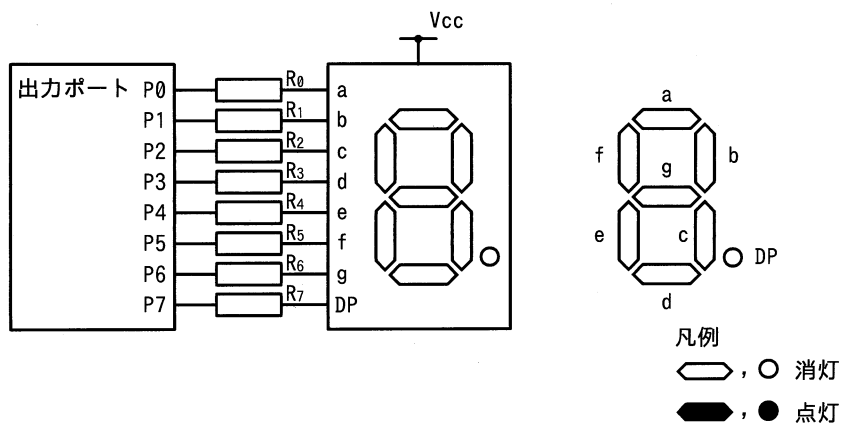 Vcc
出力ポート P0 R0 a
P1 R1 b
P2 R2 c
P3 R3 d
P4 R4 e
P5 R5 f
P6 R6 g
P7 R7 DP
a
f b
g
e c
DP
d
凡例
, 消灯
, 点灯